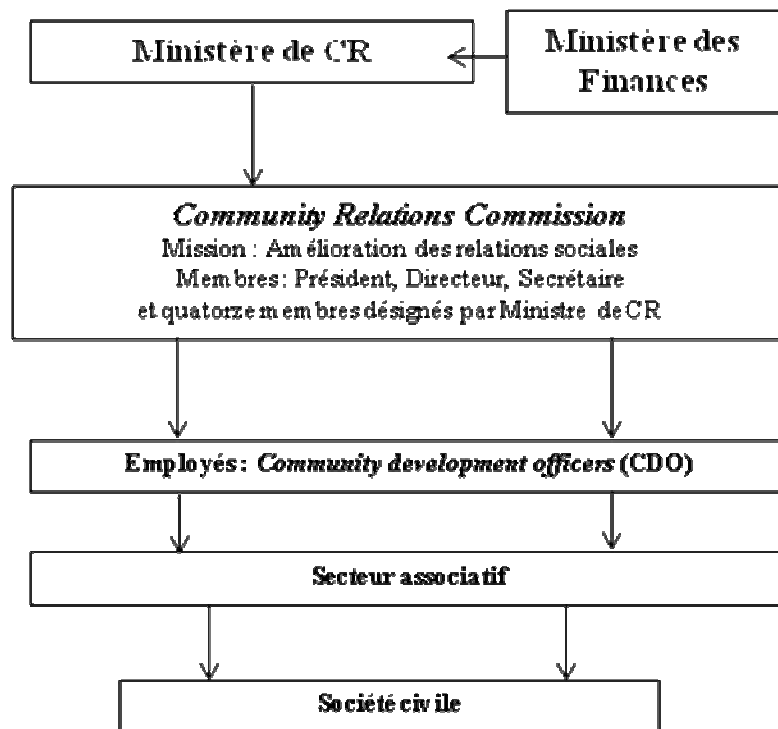 Ministère de CR
Ministère des
Finances
Community Relations Commission
Mission : Amélioration des relations sociales
Membres: Président, Directeur, Secrétaire
et quatorze membres désignés par Ministre de CR
Employés: Community development officers (CDO)
Secteur associatif
Société civile